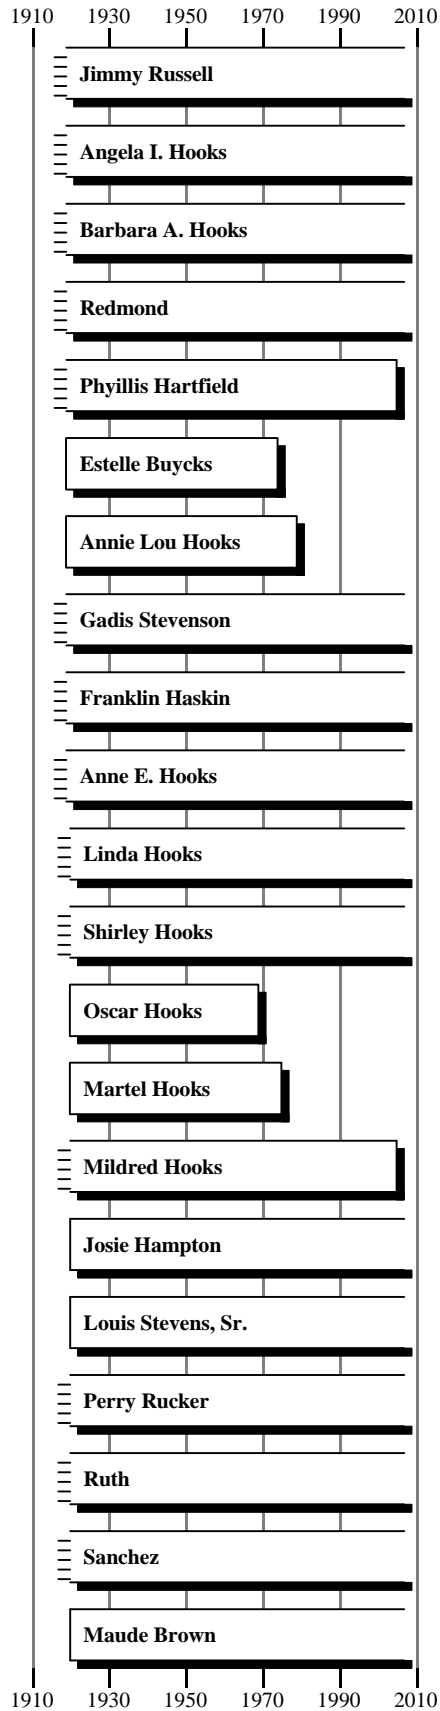 1910 1930 1950 1970 1990 2010
Jimmy Russell
Angela I. Hooks
Barbara A. Hooks
Redmond
Phyillis Hartfield
Estelle Buycks
Annie Lou Hooks
Gadis Stevenson
Franklin Haskin
Anne E. Hooks
Linda Hooks
Shirley Hooks
Oscar Hooks
Martel Hooks
Mildred Hooks
Josie Hampton
Louis Stevens, Sr.
Perry Rucker
Ruth
Sanchez
Maude Brown
1910 1930 1950 1970 1990 2010